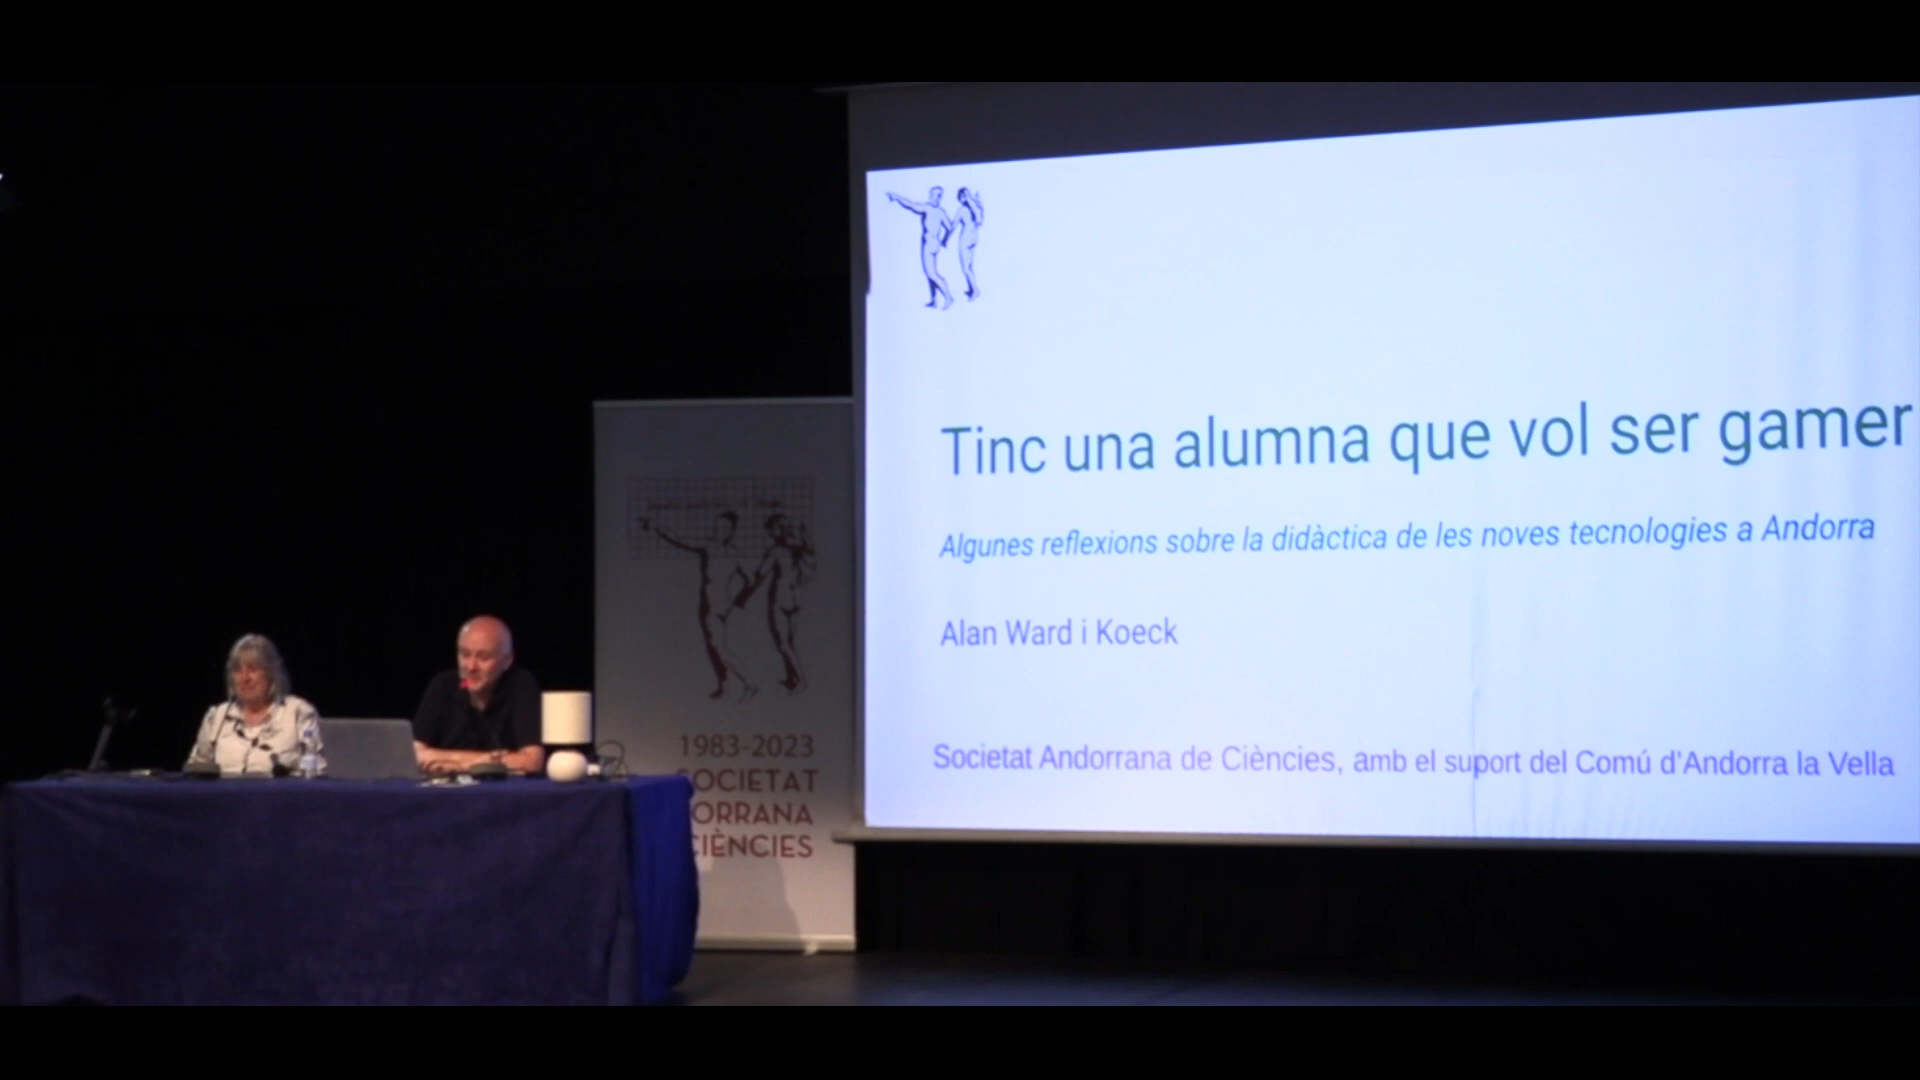 Tinc una alumna que vol ser gamer
Algunes reflexions sobre la didàctica de les noves tecnologies a Andorra
Alan Ward i Koeck
Societat Andorrana de Ciències, amb el suport del Comú d'Andorra la Vella
1983-2023
SOCIETAT
ORRANA
CIÈNCIES